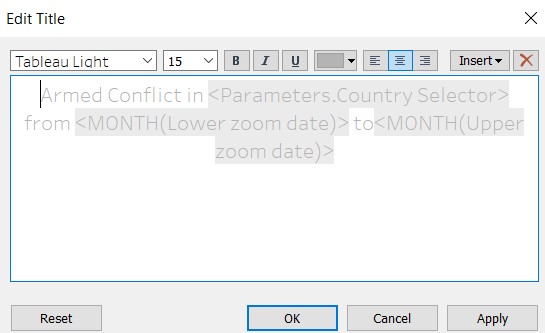 Edit Title
Tableau Light 15 B I U Insert
Armed Conflict in <Parameters.Country Selector>
from <MONTH(Lower zoom date)> to<MONTH(Upper
zoom date)>
Reset OK Cancel Apply